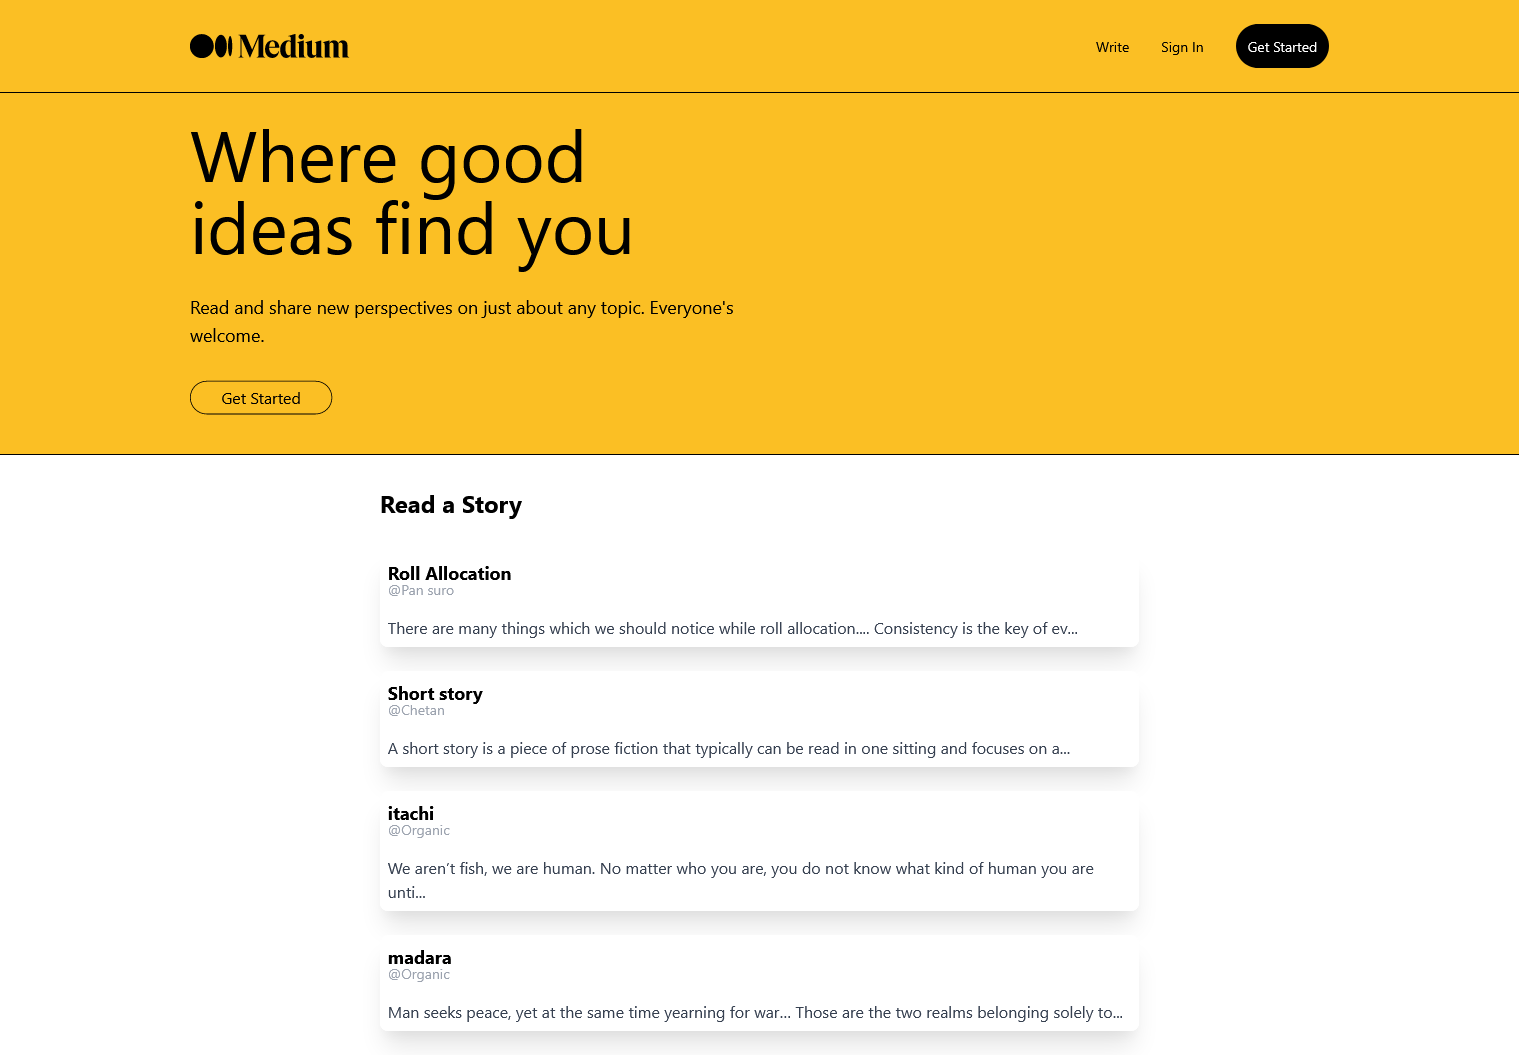 Medium
Write
Sign In
Get Started
Where good
ideas find you
Read and share new perspectives on just about any topic. Everyone's
welcome.
Get Started
Read a Story
Roll Allocation
@Pan suro
There are many things which we should notice while roll allocation.... Consistency is the key of ev...
Short story
@Chetan
A short story is a piece of prose fiction that typically can be read in one sitting and focuses on a...
itachi
@Organic
We aren’t fish, we are human. No matter who you are, you do not know what kind of human you are
unti...
madara
@Organic
Man seeks peace, yet at the same time yearning for war… Those are the two realms belonging solely to...